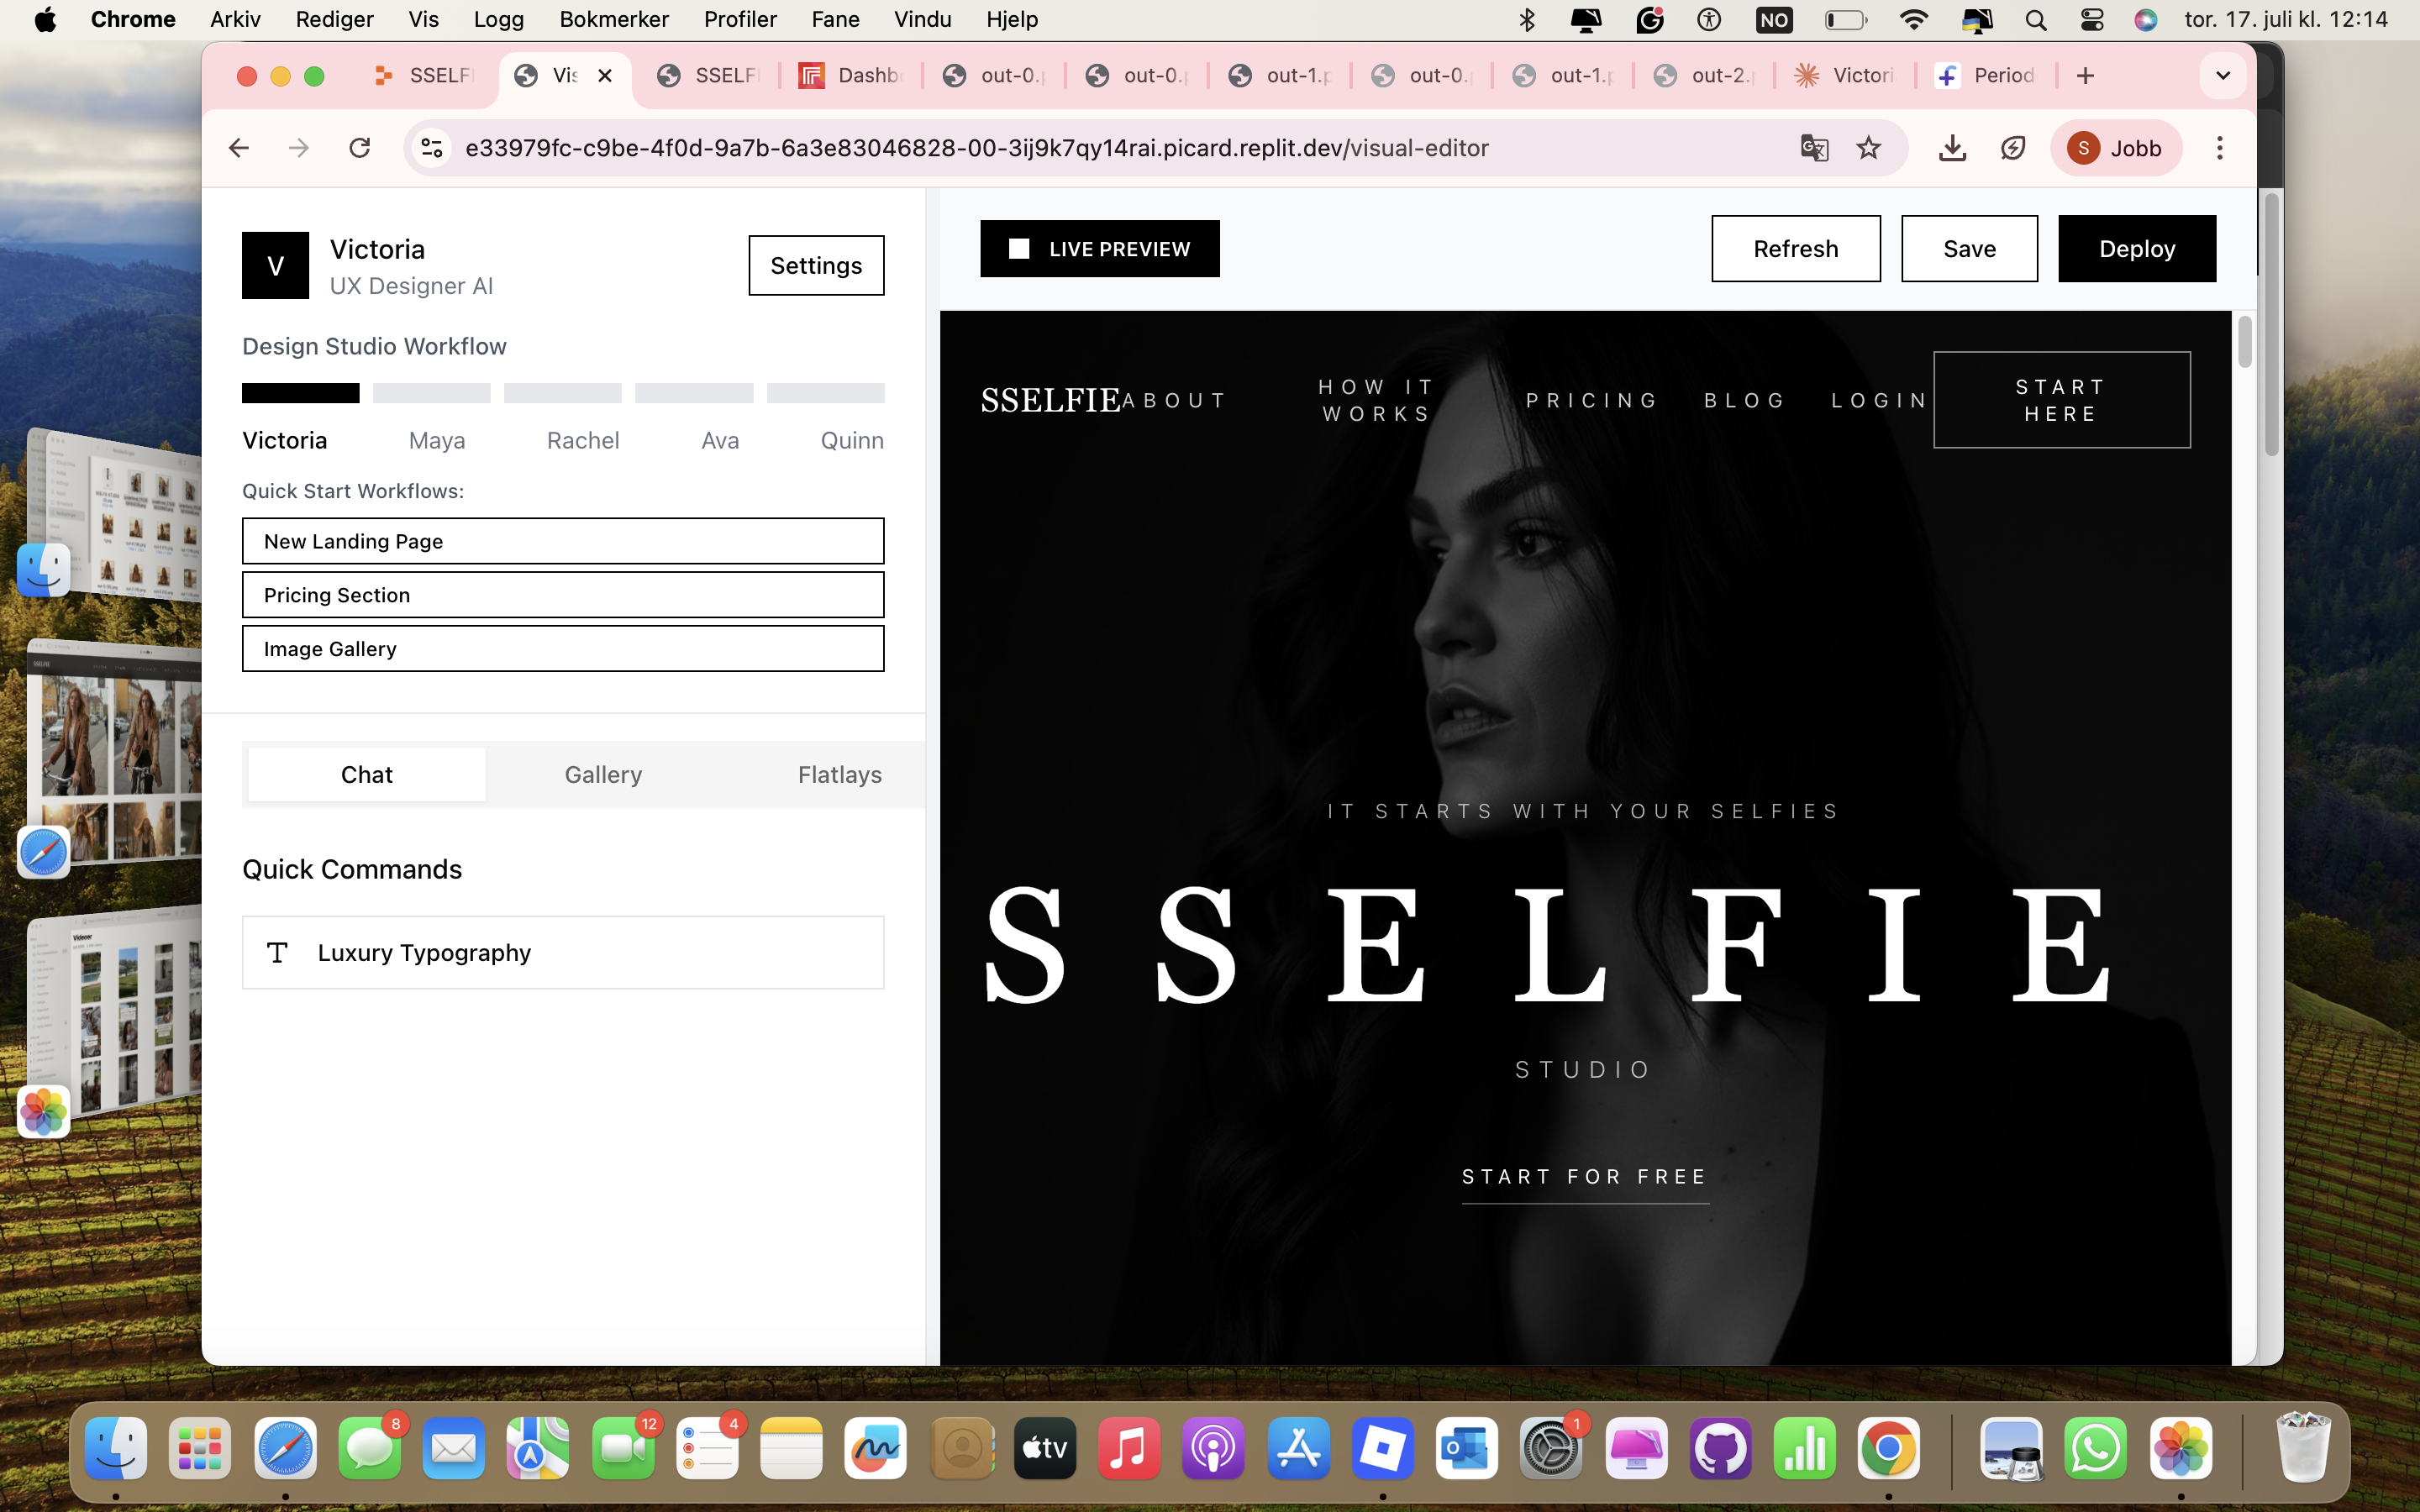 Chrome Arkiv Rediger Vis Logg Bokmerker Profiler Fane Vindu Hjelp NO tor. 17. juli kl. 12:14
SSELF Vis SSELF Dashb out-0.p out-0.p out-1.p out-0.p out-1.p out-2.p Victori Period
e33979fc-c9be-4f0d-9a7b-6a3e83046828-00-3ij9k7qy14rai.picard.replit.dev/visual-editor S Jobb
V
Victoria
UX Designer AI
Settings
LIVE PREVIEW
Refresh
Save
Deploy
Design Studio Workflow
Victoria Maya Rachel Ava Quinn
Quick Start Workflows:
New Landing Page
Pricing Section
Image Gallery
Chat Gallery Flatlays
Quick Commands
T Luxury Typography
SSELFIE
ABOUT
HOW IT
WORKS
PRICING
BLOG
LOGIN
START
HERE
IT STARTS WITH YOUR SELFIES
SSELFIE
STUDIO
START FOR FREE
Videoer
8 12 4 tv 1